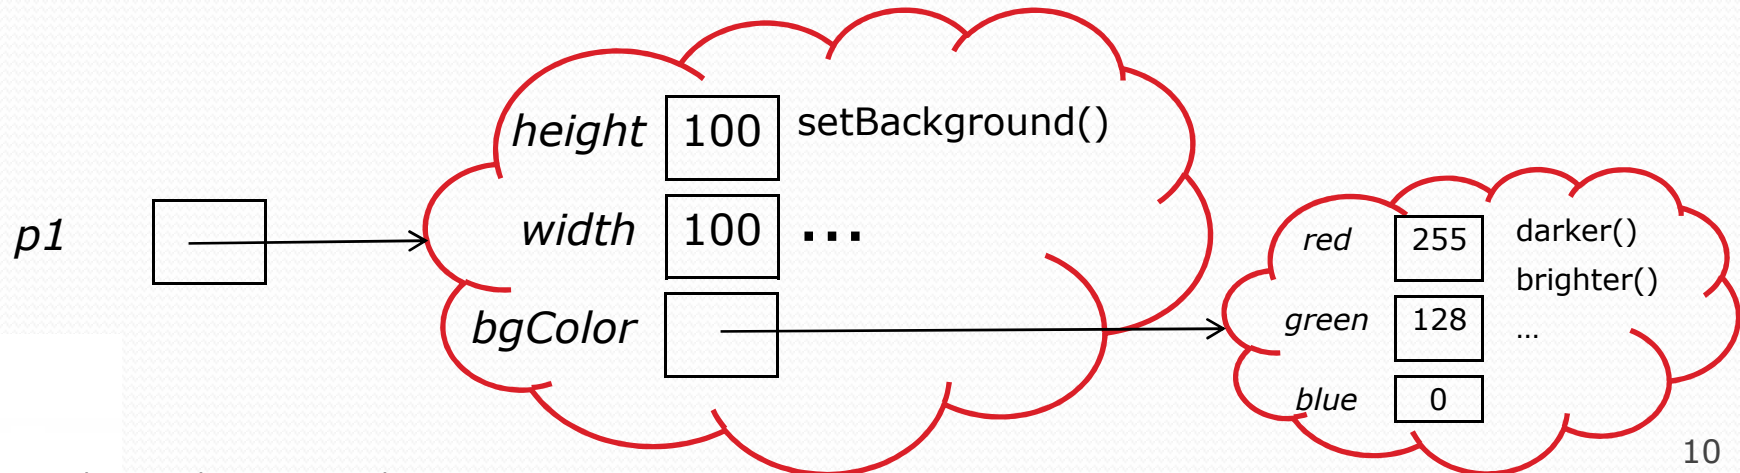 height 100 setBackground()
p1 width 100 ...
bgColor
red 255 darker()
brighter()
green 128 ...
blue 0
10